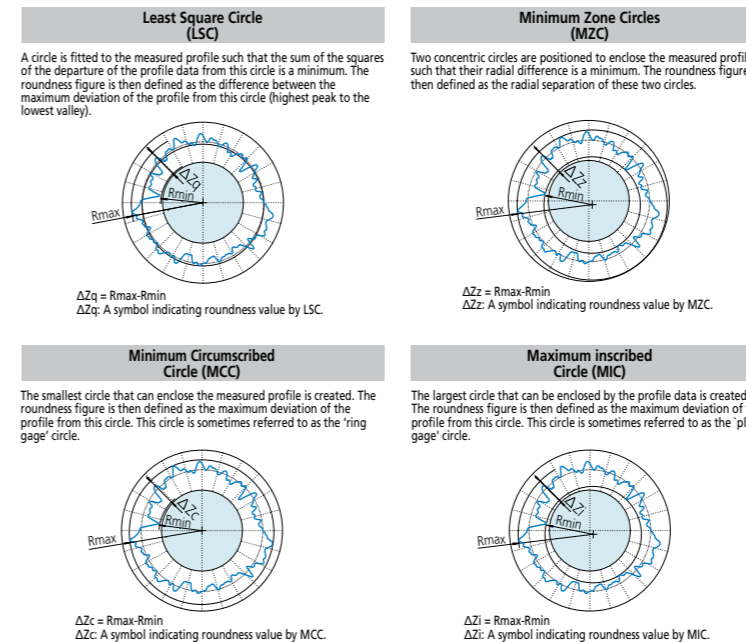 Least Square Circle
(LSC)
A circle is fitted to the measured profile such that the sum of the squares
of the departure of the profile data from this circle is a minimum. The
roundness figure is then defined as the difference between the
maximum deviation of the profile from this circle (highest peak to the
lowest valley).
ΔZq
Rmin
Rmax
ΔZq = Rmax-Rmin
ΔZq: A symbol indicating roundness value by LSC.
Minimum Zone Circles
(MZC)
Two concentric circles are positioned to enclose the measured
such that their radial difference is a minimum. The roundness figure
then defined as the radial separation of these two circles.
ΔZz
Rmin
Rmax
ΔZz = Rmax-Rmin
ΔZz: A symbol indicating roundness value by MZC.
Minimum Circumscribed
Circle (MCC)
The smallest circle that can enclose the measured profile is created. The
roundness figure is then defined as the maximum deviation of the
profile from this circle. This circle is sometimes referred to as the ‘ring
gage’ circle.
ΔZc
Rmin
Rmax
ΔZc = Rmax-Rmin
ΔZc: A symbol indicating roundness value by MCC.
Maximum inscribed
Circle (MIC)
The largest circle that can be enclosed by the profile data is created
The roundness figure is then defined as the maximum deviation of
profile from this circle. This circle is sometimes referred to as the
gage' circle.
ΔZi
Rmin
Rmax
ΔZi = Rmax-Rmin
ΔZi: A symbol indicating roundness value by MIC.